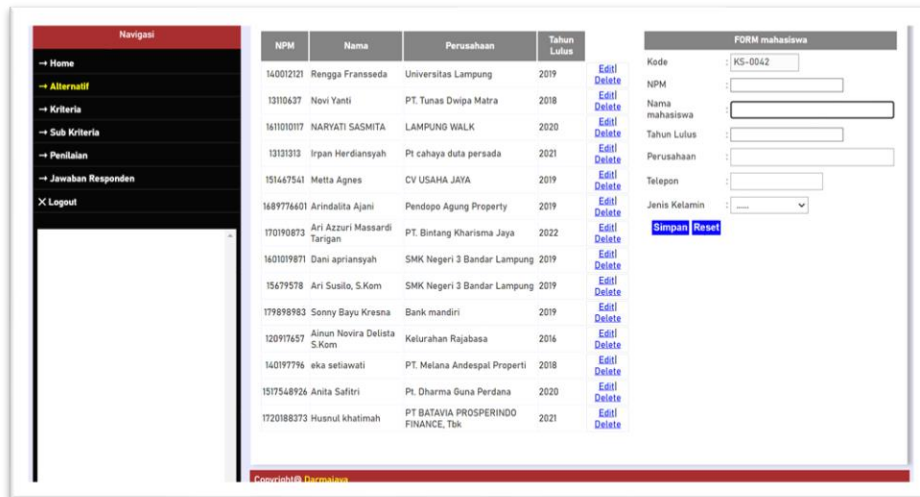 Navigasi
→ Home
→ Alternatif
→ Kriteria
→ Sub Kriteria
→ Penilaian
→ Jawaban Responden
X Logout
NPM Nama Perusahaan Tahun Lulus
140012121 Rengga Fransseda Universitas Lampung 2019 Edit| Delete
13110637 Novi Yanti PT. Tunas Dwipa Matra 2018 Edit| Delete
1611010117 NARYATI SASMITA LAMPUNG WALK 2020 Edit| Delete
13131313 Irpan Herdiansyah Pt cahaya duta persada 2021 Edit| Delete
151467541 Metta Agnes CV USAHA JAYA 2019 Edit| Delete
1689776601 Arindalita Ajani Pendopo Agung Property 2019 Edit| Delete
170190873 Ari Azzuri Massardi Tarigan PT. Bintang Kharisma Jaya 2022 Edit| Delete
1601019871 Dani apriansyah SMK Negeri 3 Bandar Lampung 2019 Edit| Delete
15679578 Ari Susilo, S.Kom SMK Negeri 3 Bandar Lampung 2019 Edit| Delete
179898983 Sonny Bayu Kresna Bank mandiri 2019 Edit| Delete
120917657 Ainun Novira Delista S.Kom Kelurahan Rajabasa 2016 Edit| Delete
140197796 eka setiawati PT. Melana Andespal Properti 2018 Edit| Delete
1517548926 Anita Safitri Pt. Dharma Guna Perdana 2020 Edit| Delete
1720188373 Husnul khatimah PT BATAVIA PROSPERINDO FINANCE, Tbk 2021 Edit| Delete
FORM mahasiswa
Kode : KS-0042
NPM :
Nama mahasiswa :
Tahun Lulus :
Perusahaan :
Telepon :
Jenis Kelamin : ......
Simpan Reset
Copyright@ Darmajaya